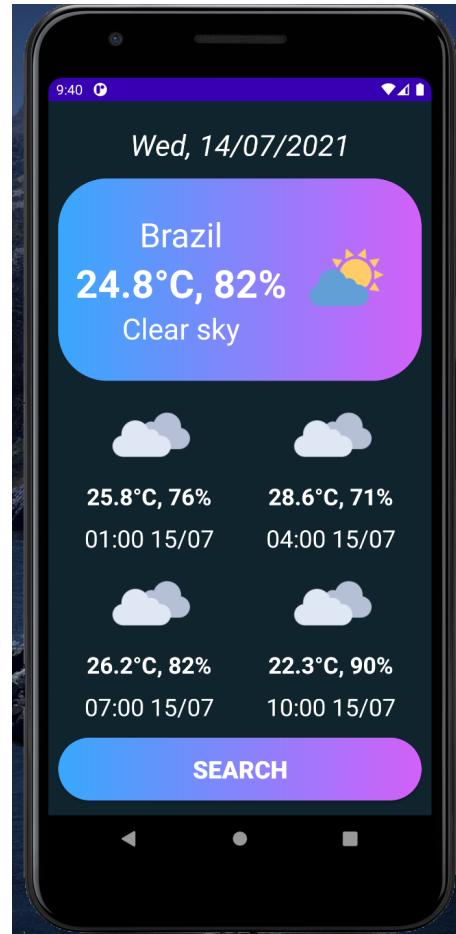 9:40
Wed, 14/07/2021
Brazil
24.8°C, 82%
Clear sky
25.8°C, 76%
28.6°C, 71%
01:00 15/07
04:00 15/07
26.2°C, 82%
22.3°C, 90%
07:00 15/07
10:00 15/07
SEARCH